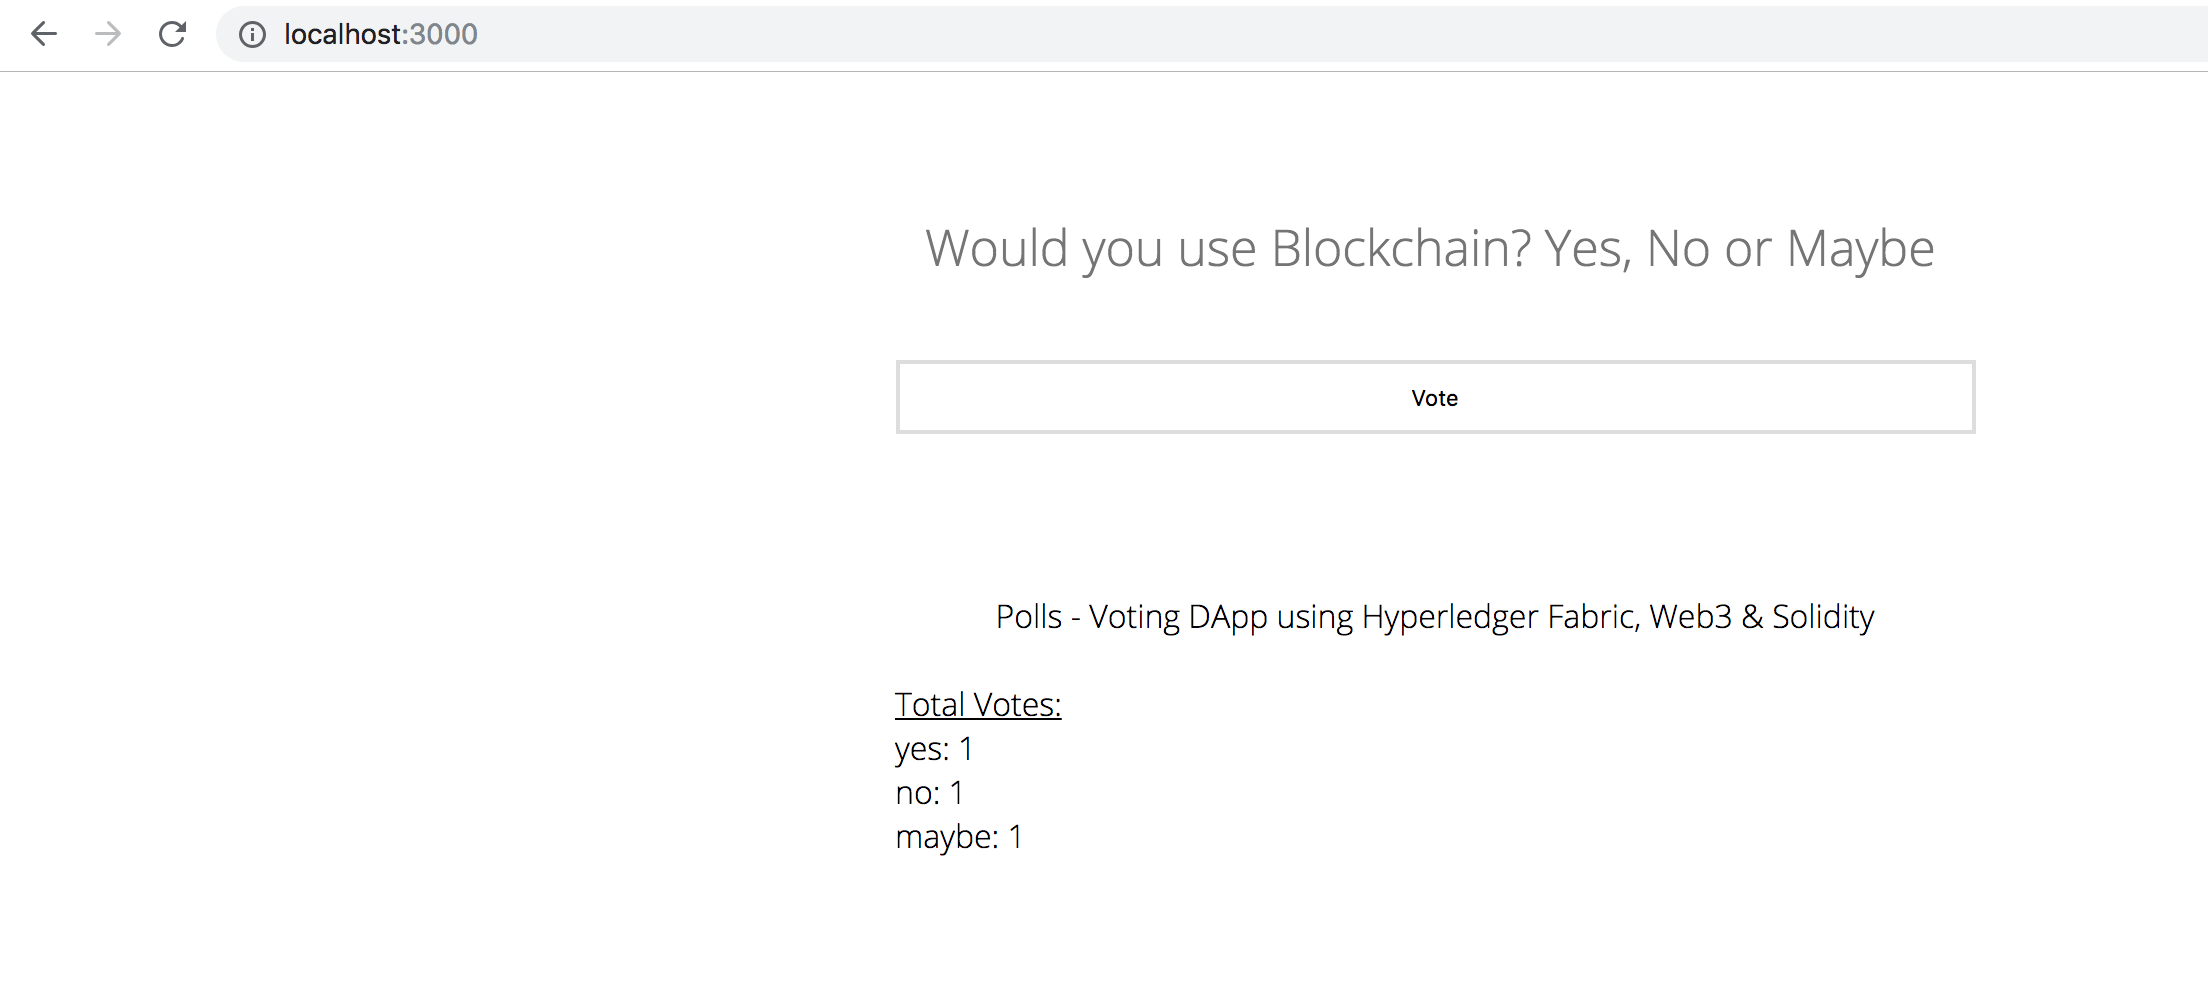 localhost:3000
Would you use Blockchain? Yes, No or Maybe
Vote
Polls - Voting DApp using Hyperledger Fabric, Web3 & Solidity
Total Votes:
yes: 1
no: 1
maybe: 1